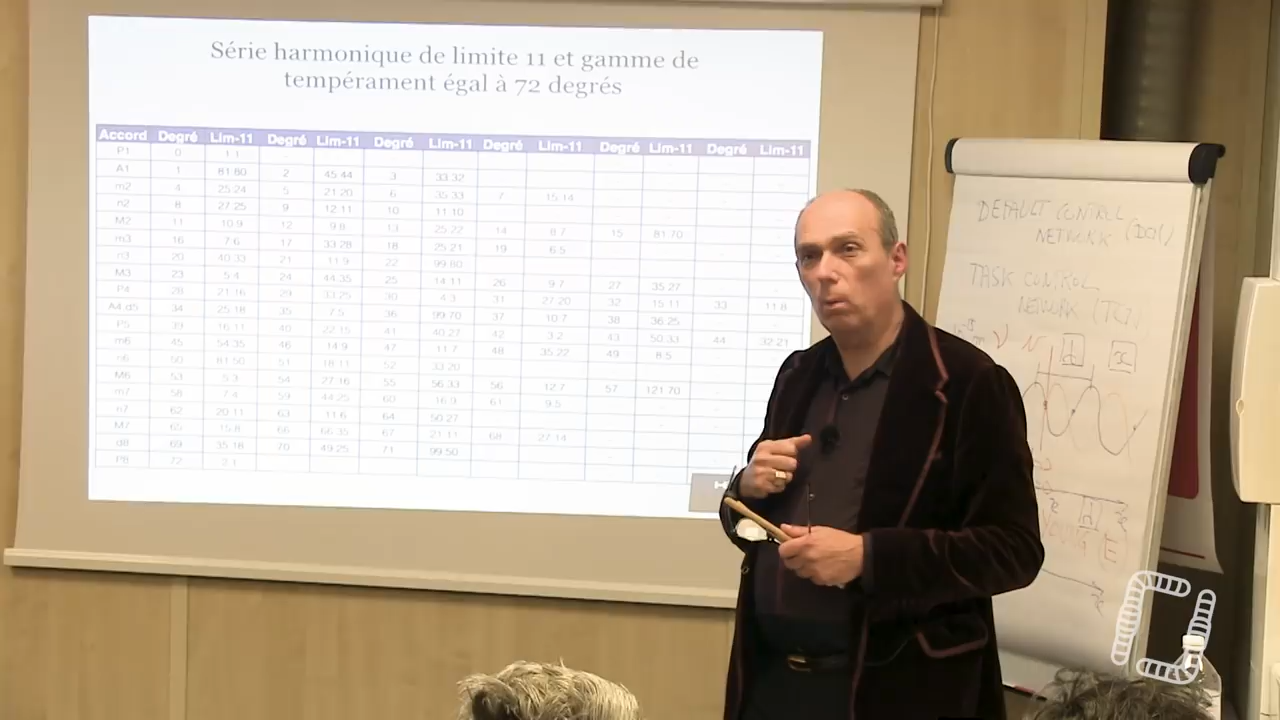 Série harmonique de limite 11 et gamme de
tempérament égal à 72 degrés
Accord Degré Lim-11 Degré Lim-11 Degré Lim-11 Degré Lim-11 Degré Lim-11 Degré Lim-11
P1 0 1.1
A1 1 81.80 2 45.44 3 33.32
m2 4 25.24 5 21.20 6 35.33 7 15.14
n2 8 27.25 9 12.11 10 11.10
M2 11 10.9 12 9.8 13 25.22 14 8.7 15 81.70
m3 16 7.6 17 33.28 18 25.21 19 6.5
n3 20 40.33 21 11.9 22 99.80
M3 23 5.4 24 44.35 25 14.11 26 9.7 27 35.27
P4 28 21.16 29 33.25 30 4.3 31 27.20 32 15.11 33 11.8
A4.d5 34 25.18 35 7.5 36 99.70 37 10.7 38 36.25
P5 39 16.11 40 22.15 41 40.27 42 3.2 43 50.33 44 32.21
m6 45 54.35 46 14.9 47 11.7 48 35.22 49 8.5
n6 50 81.50 51 18.11 52 33.20
M6 53 5.3 54 27.16 55 56.33 56 12.7 57 121.70
m7 58 7.4 59 44.25 60 16.9 61 9.5
n7 62 20.11 63 11.6 64 50.27
M7 65 15.8 66 66.35 67 21.11 68 27.14
d8 69 35.18 70 49.25 71 99.50
P8 72 2.1
DEFAULT CONTROL
NETWORK
TASK CONTROL
NETWORK (TCN)